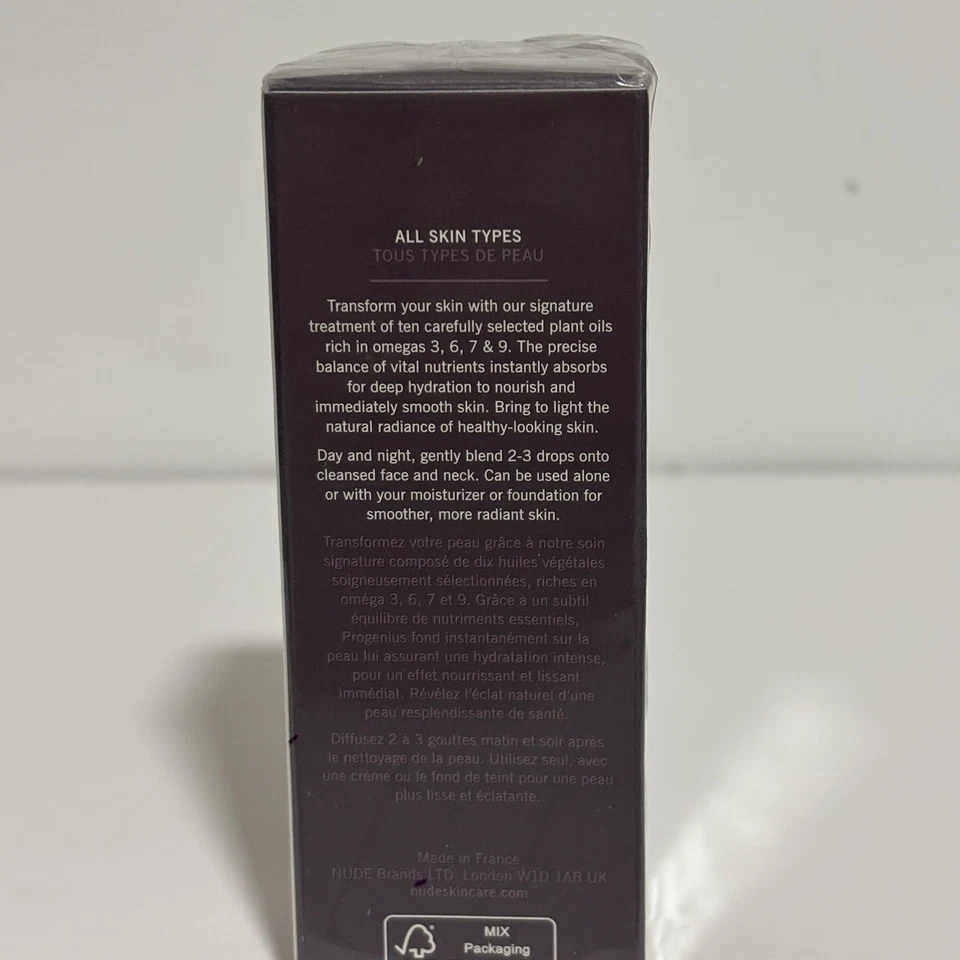 ALL SKIN TYPES
TOUS TYPES DE PEAU
Transform your skin with our signature
treatment of ten carefully selected plant oils
rich in omegas 3, 6, 7 & 9. The precise
balance of vital nutrients instantly absorbs
for deep hydration to nourish and
immediately smooth skin. Bring to light the
natural radiance of healthy-looking skin.
Day and night, gently blend 2-3 drops onto
cleansed face and neck. Can be used alone
or with your moisturizer or foundation for
smoother, more radiant skin.
Transformez votre peau grâce à notre soin
signature composé de dix huiles végétales
soigneusement sélectionnées, riches en
oméga 3, 6, 7 et 9. Grâce à un subtil
équilibre de nutriments essentiels,
Progenius fond instantanément sur la
peau lui assurant une hydratation intense,
pour un effet nourrissant et lissant
immédiat. Révélez l'éclat naturel d'une
peau resplendissante de santé.
Diffusez 2 à 3 gouttes matin et soir après
le nettoyage de la peau. Utilisez seul, avec
une crème ou le fond de teint pour une peau
plus lisse et éclatante.
Made in France
NUDE Brands LTD London W1D 1AB UK
nudeskincare.com
MIX
Packaging